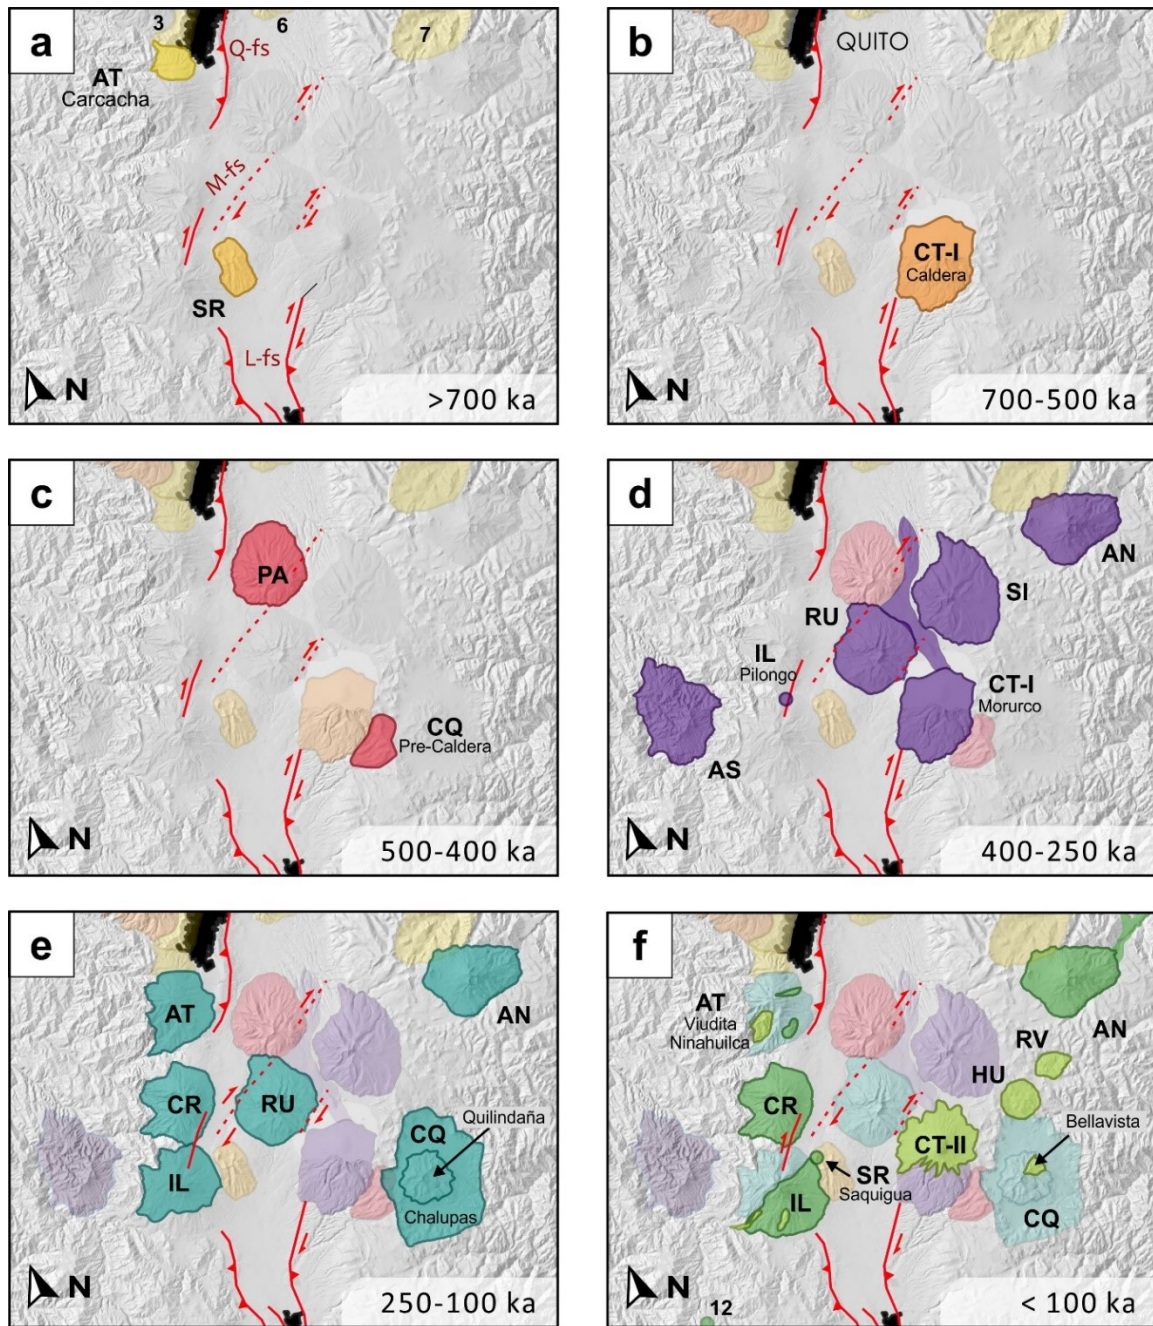 a
3
6
7
Q-fs
AT
Carcacha
M-fs
SR
L-fs
N
>700 ka
b
QUITO
CT-I
Caldera
N
700-500 ka
c
PA
CQ
Pre-Caldera
N
500-400 ka
d
AN
SI
RU
IL
Pilongo
CT-I
Morurco
AS
N
400-250 ka
e
AT
AN
CR
RU
Quilindaña
CQ
IL
Chalupas
N
250-100 ka
f
AT
Viudita
Ninahuilca
AN
RV
HU
CR
Bellavista
CT-II
SR
Saquigua
IL
CQ
N
12
< 100 ka